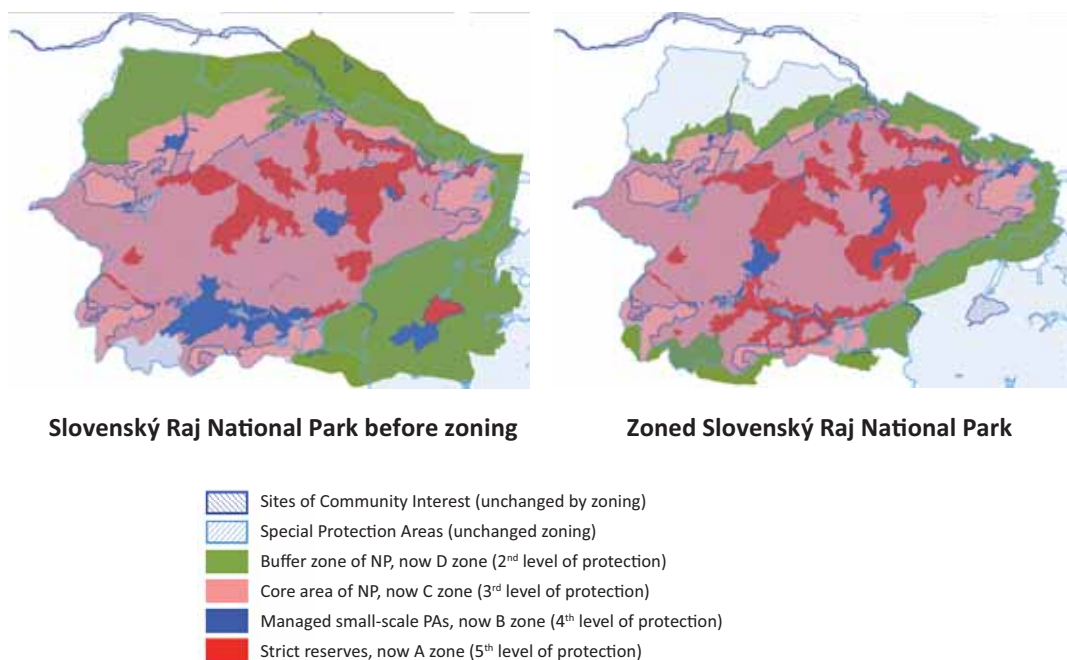 Slovenský Raj National Park before zoning
Zoned Slovenský Raj National Park
Sites of Community Interest (unchanged by zoning)
Special Protection Areas (unchanged zoning)
Buffer zone of NP, now D zone (2nd level of protection)
Core area of NP, now C zone (3rd level of protection)
Managed small-scale PAs, now B zone (4th level of protection)
Strict reserves, now A zone (5th level of protection)